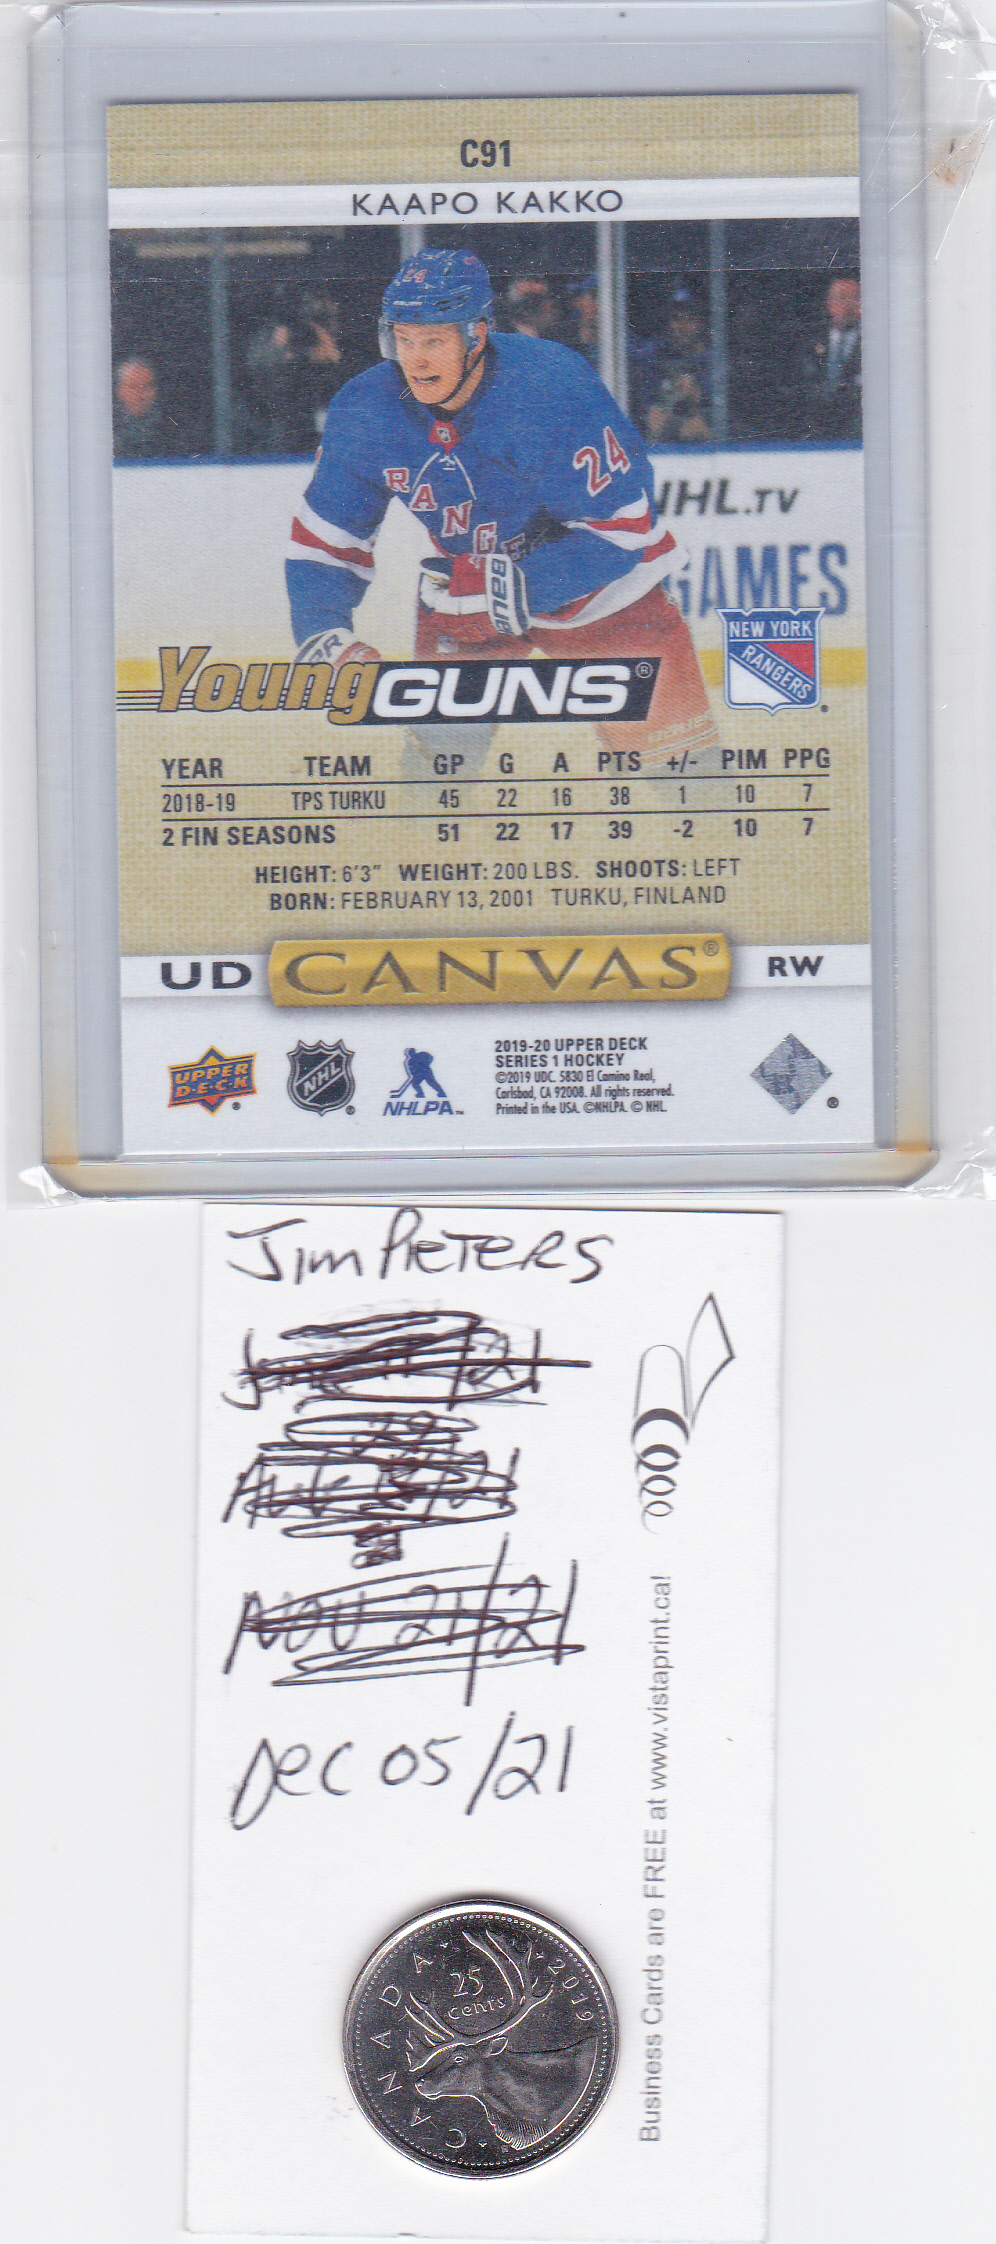 C91
KAAPO KAKKO
24
24
RANGE
BAUER
NHL.TV
GAMES
NEW YORK
RANGERS
Young GUNS®
YEAR TEAM GP G A PTS +/- PIM PPG
2018-19 TPS TURKU 45 22 16 38 1 10 7
2 FIN SEASONS 51 22 17 39 -2 10 7
HEIGHT: 6'3" WEIGHT: 200 LBS. SHOOTS: LEFT
BORN: FEBRUARY 13, 2001 TURKU, FINLAND
UD CANVAS® RW
UPPER
DECK
NHL
NHLPA™
2019-20 UPPER DECK
SERIES 1 HOCKEY
©2019 UDC. 5830 El Camino Real,
Carlsbad, CA 92008. All rights reserved.
Printed in the USA. ©NHLPA. © NHL.
Jim PETERS
Nov 21/21
Dec 05/21
Business Cards are FREE at www.vistaprint.ca!
CANADA
25
cents
2019